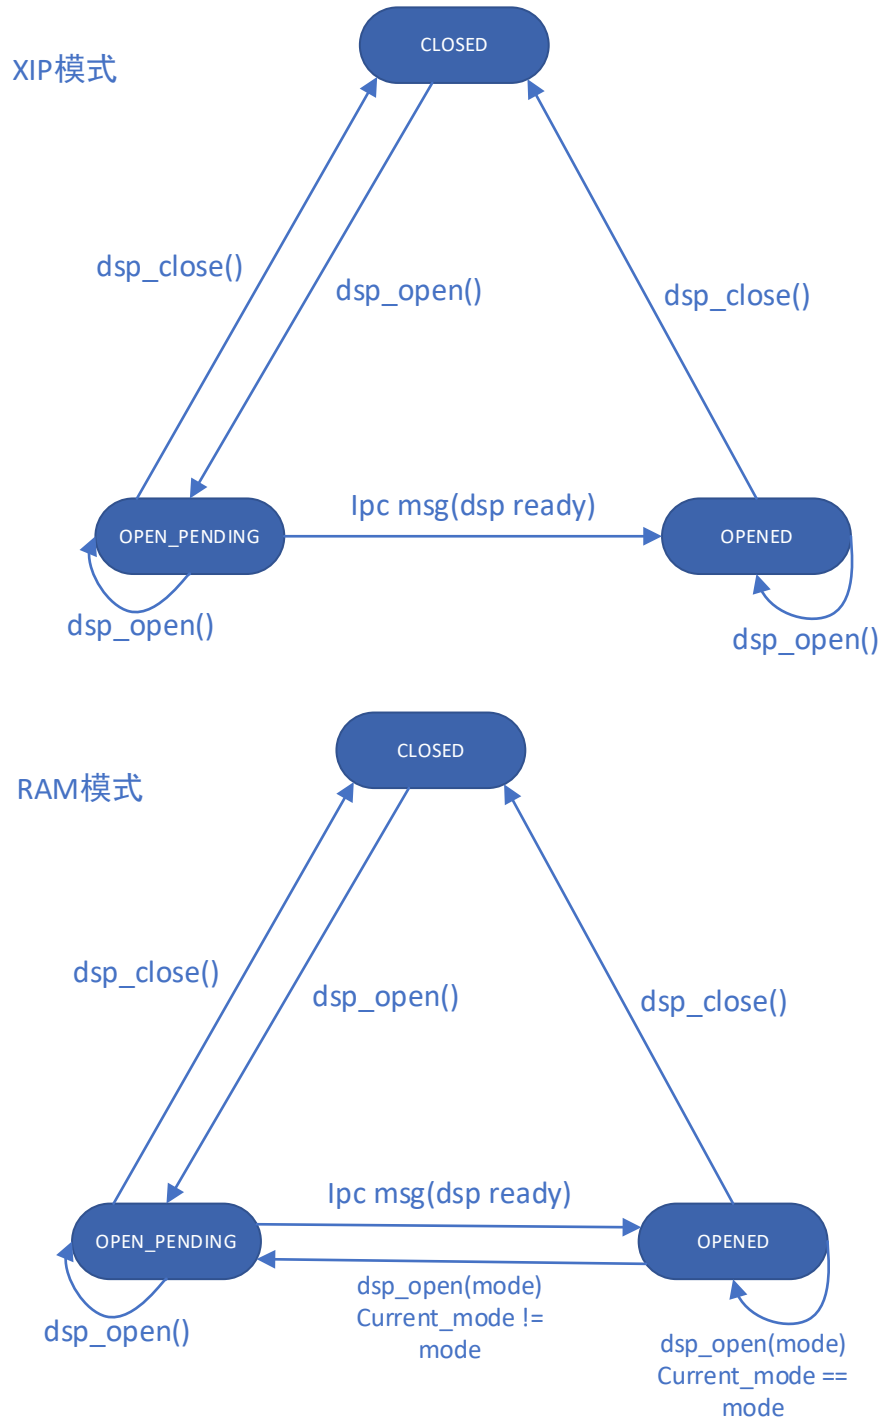 CLOSED
XIP模式
dsp_close()
dsp_open()
dsp_close()
Ipc msg(dsp ready)
OPEN_PENDING
OPENED
dsp_open()
dsp_open()
CLOSED
RAM模式
dsp_close()
dsp_open()
dsp_close()
Ipc msg(dsp ready)
OPEN_PENDING
OPENED
dsp_open(mode)
Current_mode !=
mode
dsp_open()
dsp_open(mode)
Current_mode ==
mode